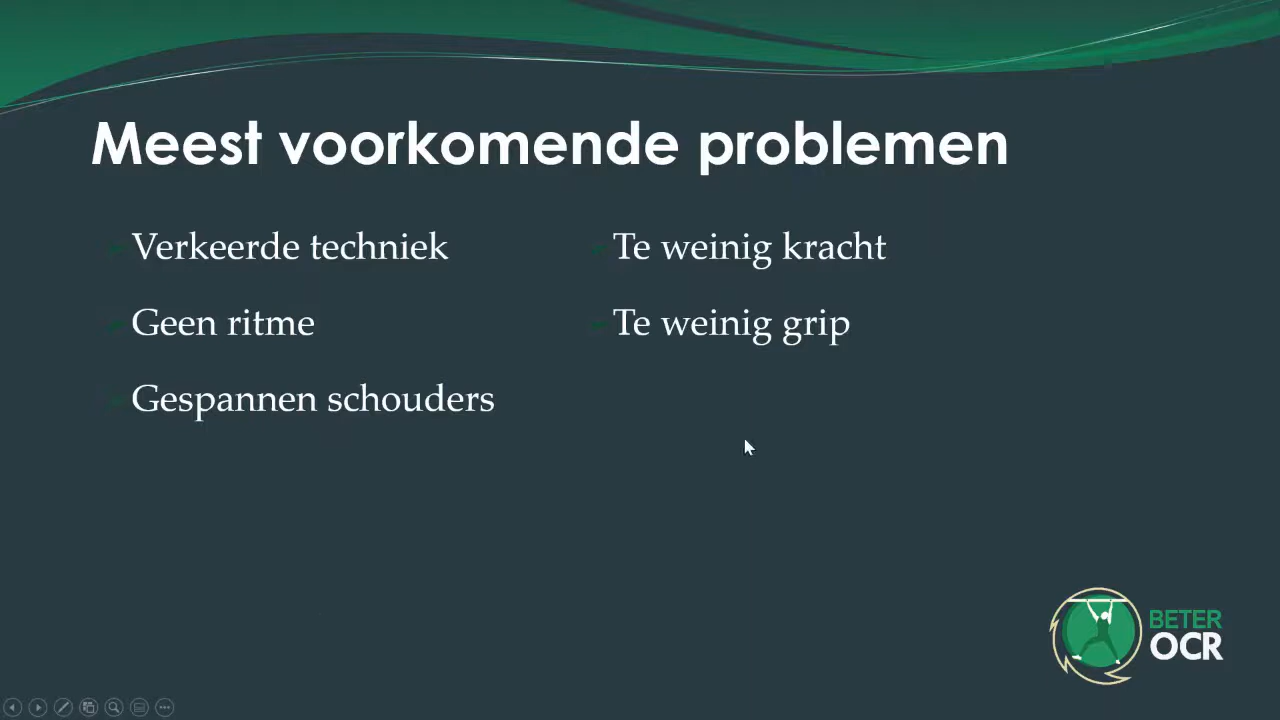 Meest voorkomende problemen
Verkeerde techniek
Geen ritme
Gespannen schouders
Te weinig kracht
Te weinig grip
BETER
OCR